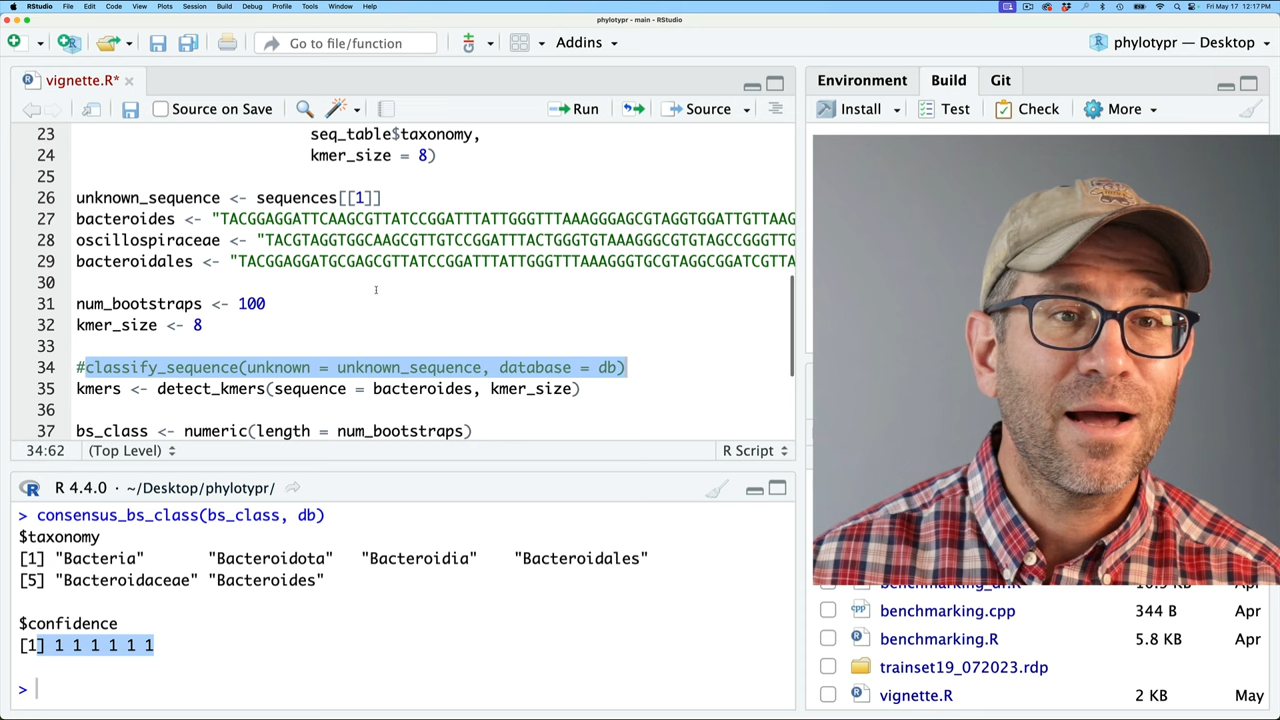 RStudio File Edit Code View Plots Session Build Debug Profile Tools Window Help Fri May 17 12:17 PM
phylotypr - main - RStudio
Go to file/function Addins phylotypr — Desktop
vignette.R*
Source on Save Run Source
23 seq_table$taxonomy,
24 kmer_size = 8)
25
26 unknown_sequence <- sequences[[1]]
27 bacteroides <- "TACGGAGGATTCAAGCGTTATCCGGATTTATTGGGTTTAAAGGGAGCGTAGGTGGATTGTTAAG
28 oscillospiraceae <- "TACGTAGGTGGCAAGCGTTGTCCGGATTTACTGGGTGTAAAGGGCGTGTAGCCGGGTTG
29 bacteroidales <- "TACGGAGGATGCGAGCGTTATCCGGATTTATTGGGTTTAAAGGGTGCGTAGGCGGATCGTTA
30
31 num_bootstraps <- 100
32 kmer_size <- 8
33
34 #classify_sequence(unknown = unknown_sequence, database = db)
35 kmers <- detect_kmers(sequence = bacteroides, kmer_size)
36
37 bs_class <- numeric(length = num_bootstraps)
34:62 (Top Level) R Script
R 4.4.0 · ~/Desktop/phylotypr/
> consensus_bs_class(bs_class, db)
$taxonomy
[1] "Bacteria" "Bacteroidota" "Bacteroidia" "Bacteroidales"
[5] "Bacteroidaceae" "Bacteroides"
$confidence
[1] 1 1 1 1 1 1
>
Environment Build Git
Install Test Check More
benchmarking.cpp 344 B Apr
benchmarking.R 5.8 KB Apr
trainset19_072023.rdp
vignette.R 2 KB May